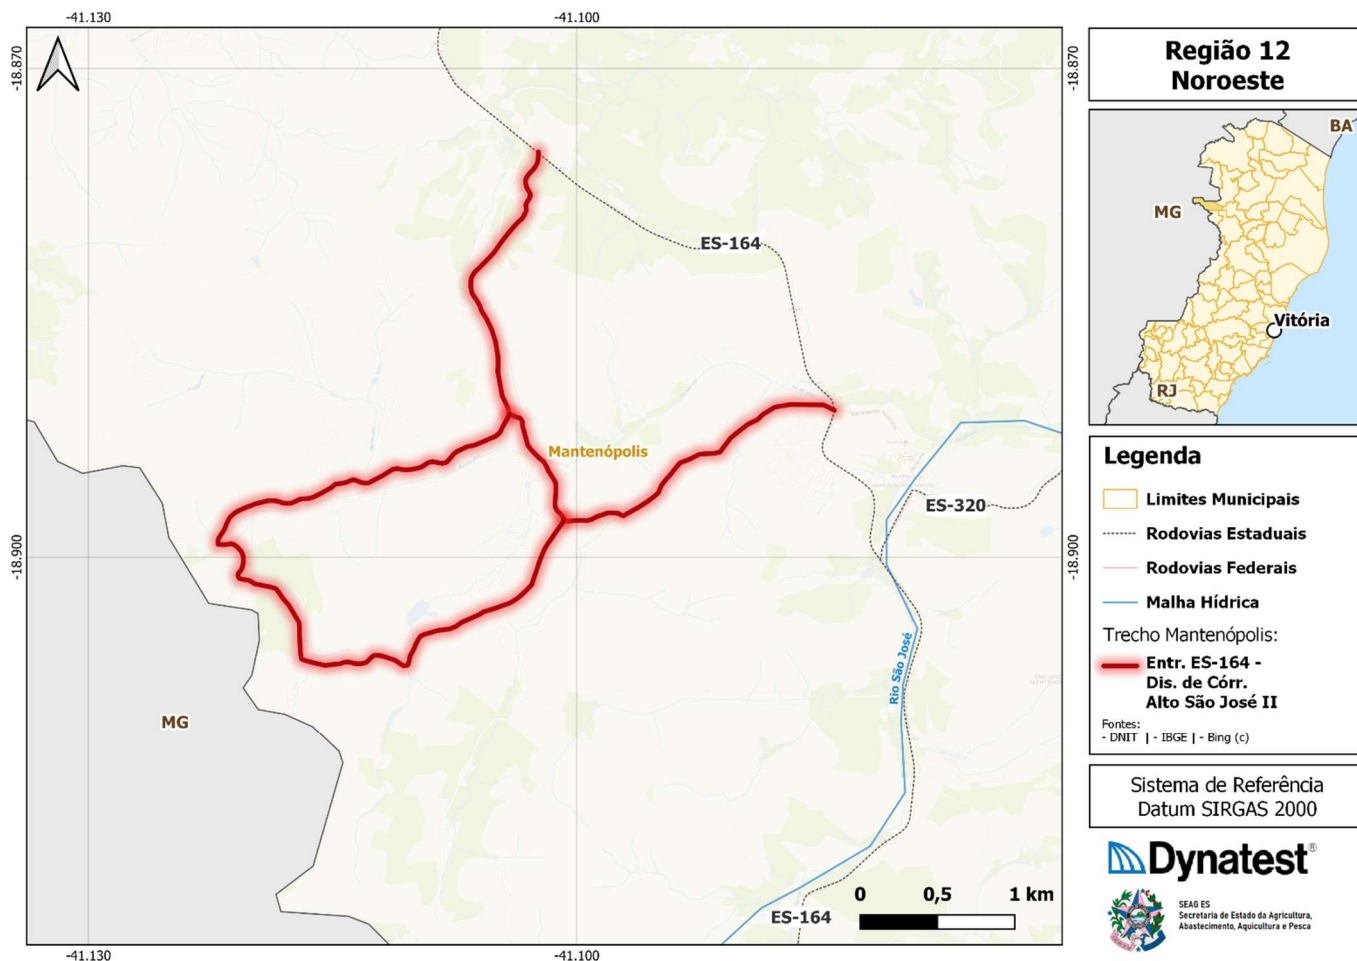 -41.130
-41.100
-18.870
-18.870
ES-164
Mantenópolis
ES-320
-18.900
-18.900
Rio São José
MG
ES-164
0 0,5 1 km
-41.130
-41.100
Região 12
Noroeste
BA
MG
Vitória
RJ
Legenda
Limites Municipais
Rodovias Estaduais
Rodovias Federais
Malha Hídrica
Trecho Mantenópolis:
Entr. ES-164 -
Dis. de Córr.
Alto São José II
Fontes:
- DNIT | - IBGE | - Bing (c)
Sistema de Referência
Datum SIRGAS 2000
Dynatest®
SEAG ES
Secretaria de Estado da Agricultura,
Abastecimento, Aquicultura e Pesca